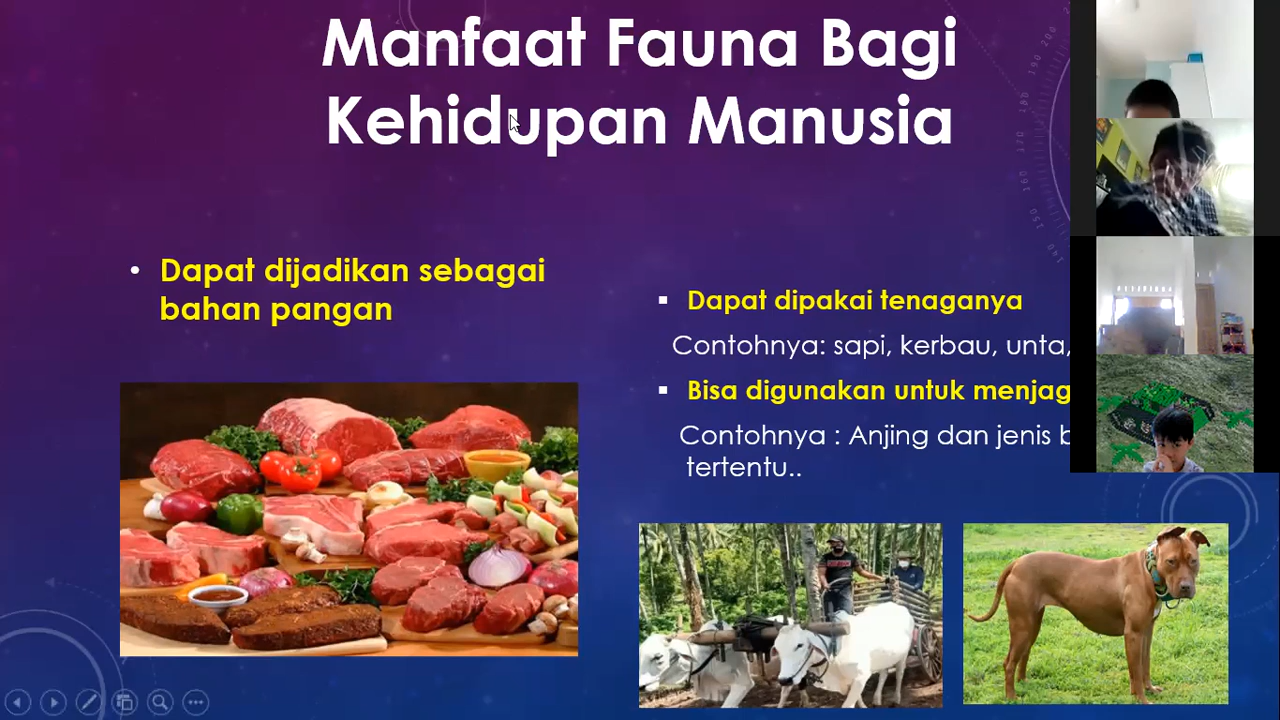 Manfaat Fauna Bagi
Kehidupan Manusia
• Dapat dijadikan sebagai
bahan pangan
▪ Dapat dipakai tenaganya
Contohnya: sapi, kerbau, unta,
▪ Bisa digunakan untuk
Contohnya : Anjing dan jenis
tertentu..